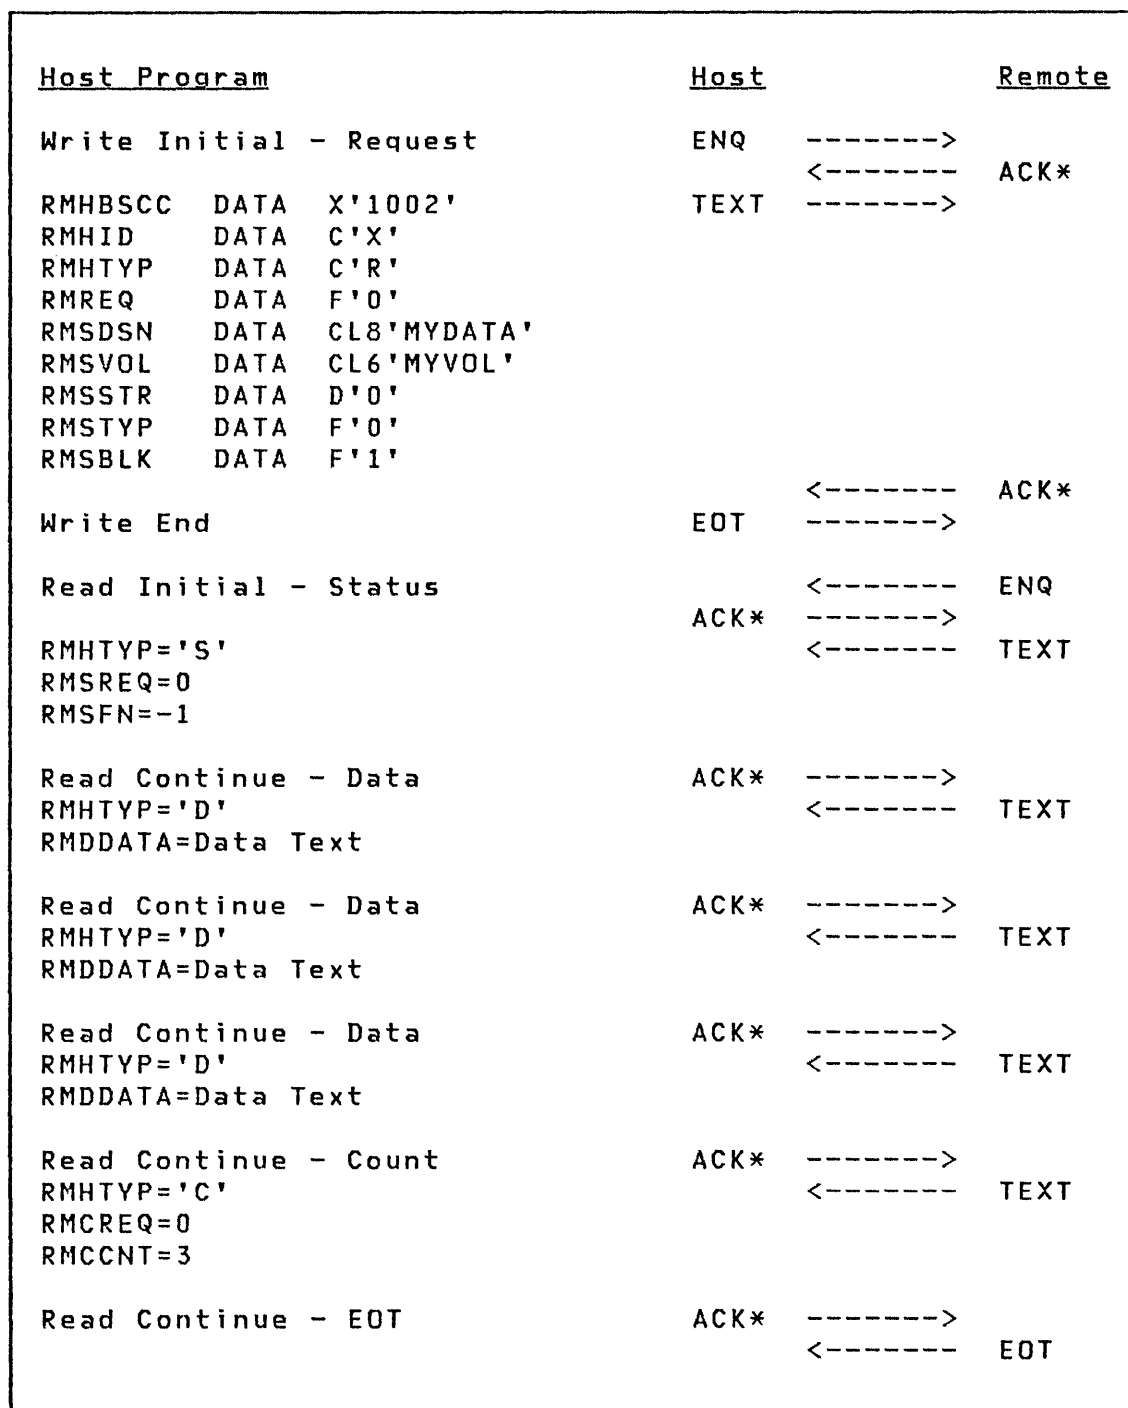 Host Program Host Remote
Write Initial - Request ENQ ------->
<------- ACK*
RMHBSCC DATA X'1002' TEXT ------->
RMHID DATA C'X'
RMHTYP DATA C'R'
RMREQ DATA F'0'
RMSDSN DATA CL8'MYDATA'
RMSVOL DATA CL6'MYVOL'
RMSSTR DATA D'0'
RMSTYP DATA F'0'
RMSBLK DATA F'1'
<------- ACK*
Write End EOT ------->
Read Initial - Status <------- ENQ
ACK* ------->
RMHTYP='S' <------- TEXT
RMSREQ=0
RMSFN=-1
Read Continue - Data ACK* ------->
RMHTYP='D' <------- TEXT
RMDDATA=Data Text
Read Continue - Data ACK* ------->
RMHTYP='D' <------- TEXT
RMDDATA=Data Text
Read Continue - Data ACK* ------->
RMHTYP='D' <------- TEXT
RMDDATA=Data Text
Read Continue - Count ACK* ------->
RMHTYP='C' <------- TEXT
RMCREQ=0
RMCCNT=3
Read Continue - EOT ACK* ------->
<------- EOT